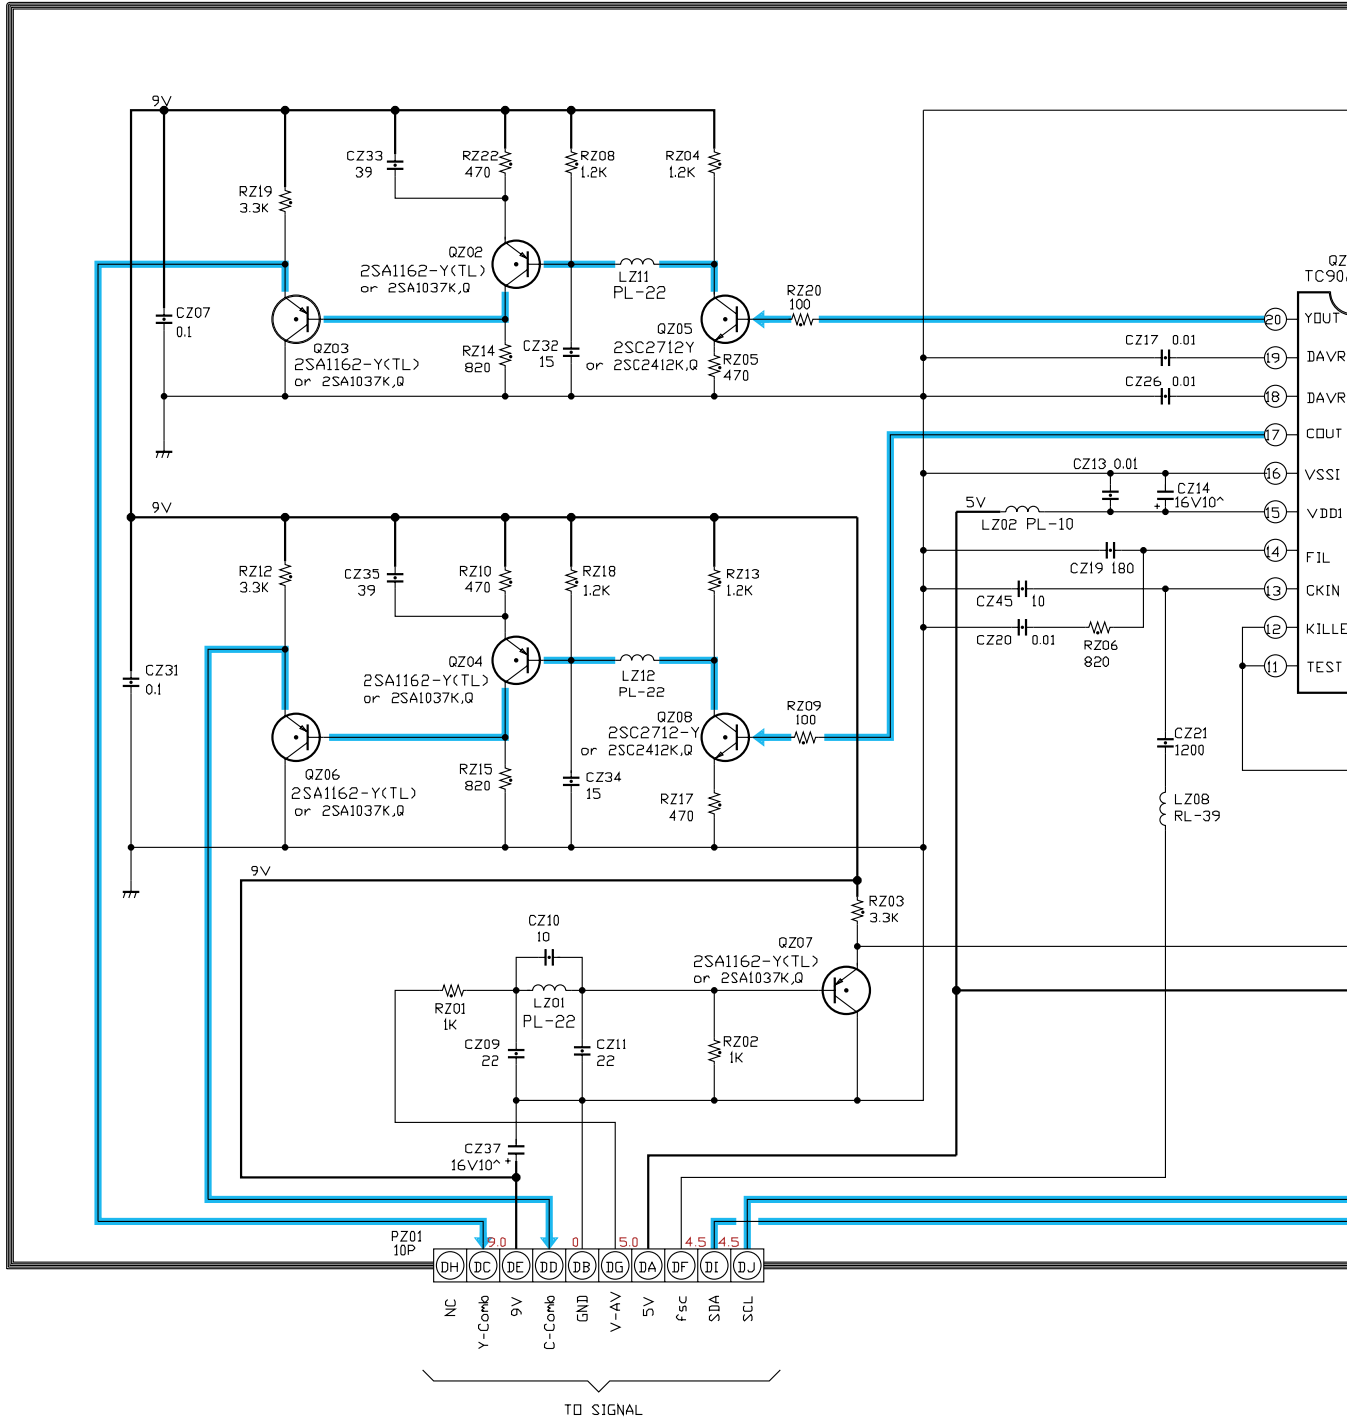 9V
CZ33
39
RZ22
470
RZ08
1.2K
RZ04
1.2K
RZ19
3.3K
QZ02
2SA1162-Y(TL)
or 2SA1037K,Q
LZ11
PL-22
RZ20
100
CZ07
0.1
QZ03
2SA1162-Y(TL)
or 2SA1037K,Q
RZ14
820
CZ32
15
QZ05
2SC2712Y
or 2SC2412K,Q
RZ05
470
CZ17 0.01
CZ26 0.01
20 YOUT
19 DAVR
18 DAVR
17 COUT
16 VSSI
15 VDD1
14 FIL
13 CKIN
12
11 TEST
CZ13 0.01
CZ14
16V10^
+
5V
LZ02 PL-10
CZ19 180
CZ45 10
CZ20 0.01
RZ06
820
9V
RZ12
3.3K
CZ35
39
RZ10
470
RZ18
1.2K
RZ13
1.2K
QZ04
2SA1162-Y(TL)
or 2SA1037K,Q
LZ12
PL-22
CZ31
0.1
RZ09
100
QZ08
2SC2712-Y
or 2SC2412K,Q
QZ06
2SA1162-Y(TL)
or 2SA1037K,Q
RZ15
820
CZ34
15
RZ17
470
CZ21
1200
LZ08
RL-39
9V
RZ03
3.3K
CZ10
10
QZ07
2SA1162-Y(TL)
or 2SA1037K,Q
RZ01
1K
LZ01
PL-22
CZ09
22
CZ11
22
RZ02
1K
CZ37
16V10^
+
PZ01
10P
9.0 0 5.0 4.5 4.5
DH DC DE DD DB DG DA DF DI DJ
NC
Y-Comb
9V
C-Comb
GND
V-AV
5V
fsc
SDA
SCL
TO SIGNAL